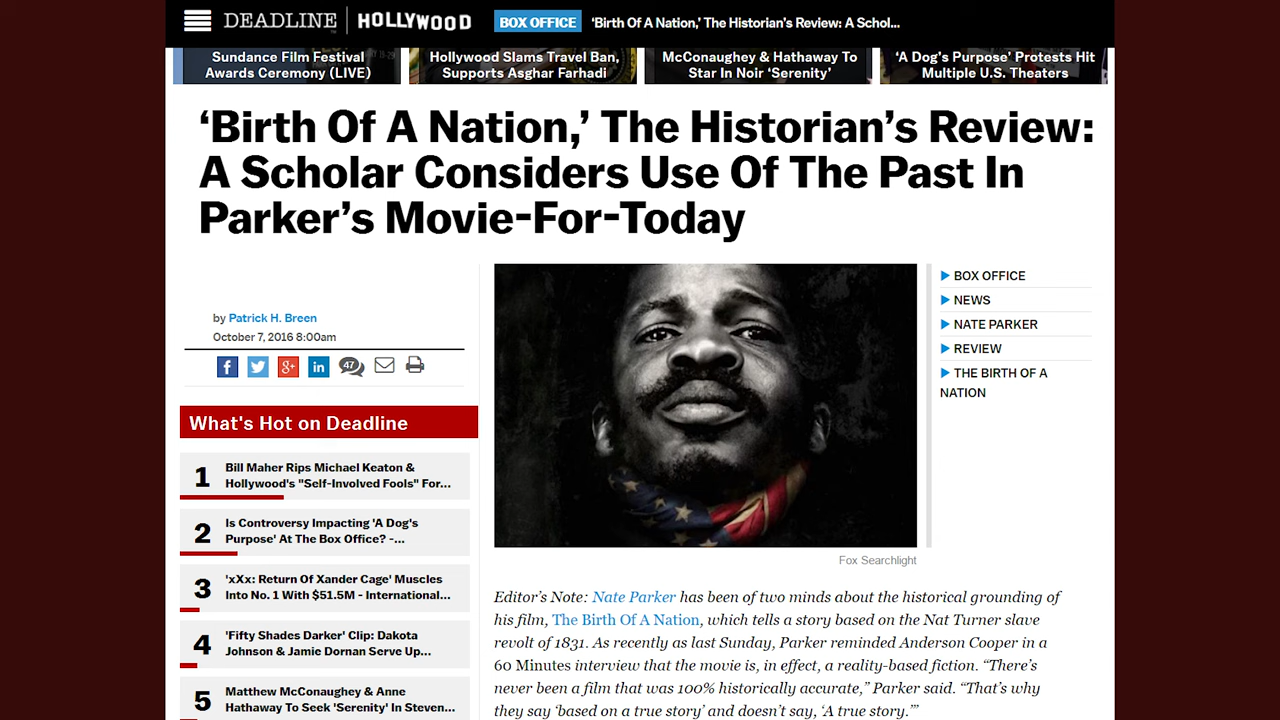 DEADLINE | HOLLYWOOD BOX OFFICE 'Birth Of A Nation,' The Historian's Review: A Schol...
Sundance Film Festival
Awards Ceremony (LIVE)
Hollywood Slams Travel Ban,
Supports Asghar Farhadi
McConaughey & Hathaway To
Star In Noir 'Serenity'
'A Dog's Purpose' Protests Hit
Multiple U.S. Theaters
‘Birth Of A Nation,’ The Historian’s Review:
A Scholar Considers Use Of The Past In
Parker’s Movie-For-Today
by Patrick H. Breen
October 7, 2016 8:00am
f g+ in 47
What's Hot on Deadline
1 Bill Maher Rips Michael Keaton &
Hollywood's "Self-Involved Fools" For...
2 Is Controversy Impacting 'A Dog's
Purpose' At The Box Office? -...
3 'xXx: Return Of Xander Cage' Muscles
Into No. 1 With $51.5M - International...
4 'Fifty Shades Darker' Clip: Dakota
Johnson & Jamie Dornan Serve Up...
5 Matthew McConaughey & Anne
Hathaway To Seek 'Serenity' In Steven...
Fox Searchlight
BOX OFFICE
NEWS
NATE PARKER
REVIEW
THE BIRTH OF A
NATION
Editor’s Note: Nate Parker has been of two minds about the historical grounding of
his film, The Birth Of A Nation, which tells a story based on the Nat Turner slave
revolt of 1831. As recently as last Sunday, Parker reminded Anderson Cooper in a
60 Minutes interview that the movie is, in effect, a reality-based fiction. “There’s
never been a film that was 100% historically accurate,” Parker said. “That’s why
they say ‘based on a true story’ and doesn’t say, ‘A true story.’”